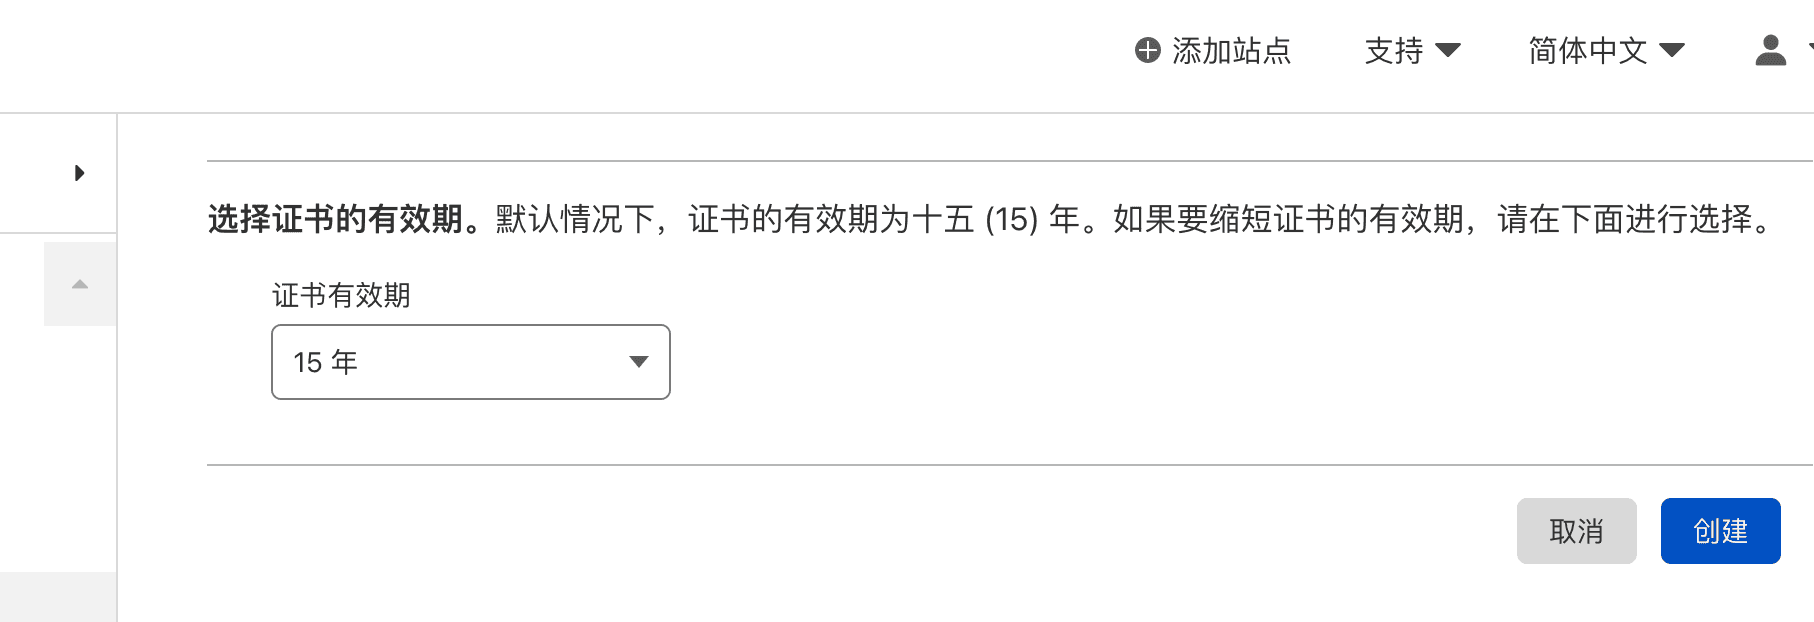 添加站点 支持 简体中文
选择证书的有效期。默认情况下，证书的有效期为十五 (15) 年。如果要缩短证书的有效期，请在下面进行选择。
证书有效期
15 年
取消 创建